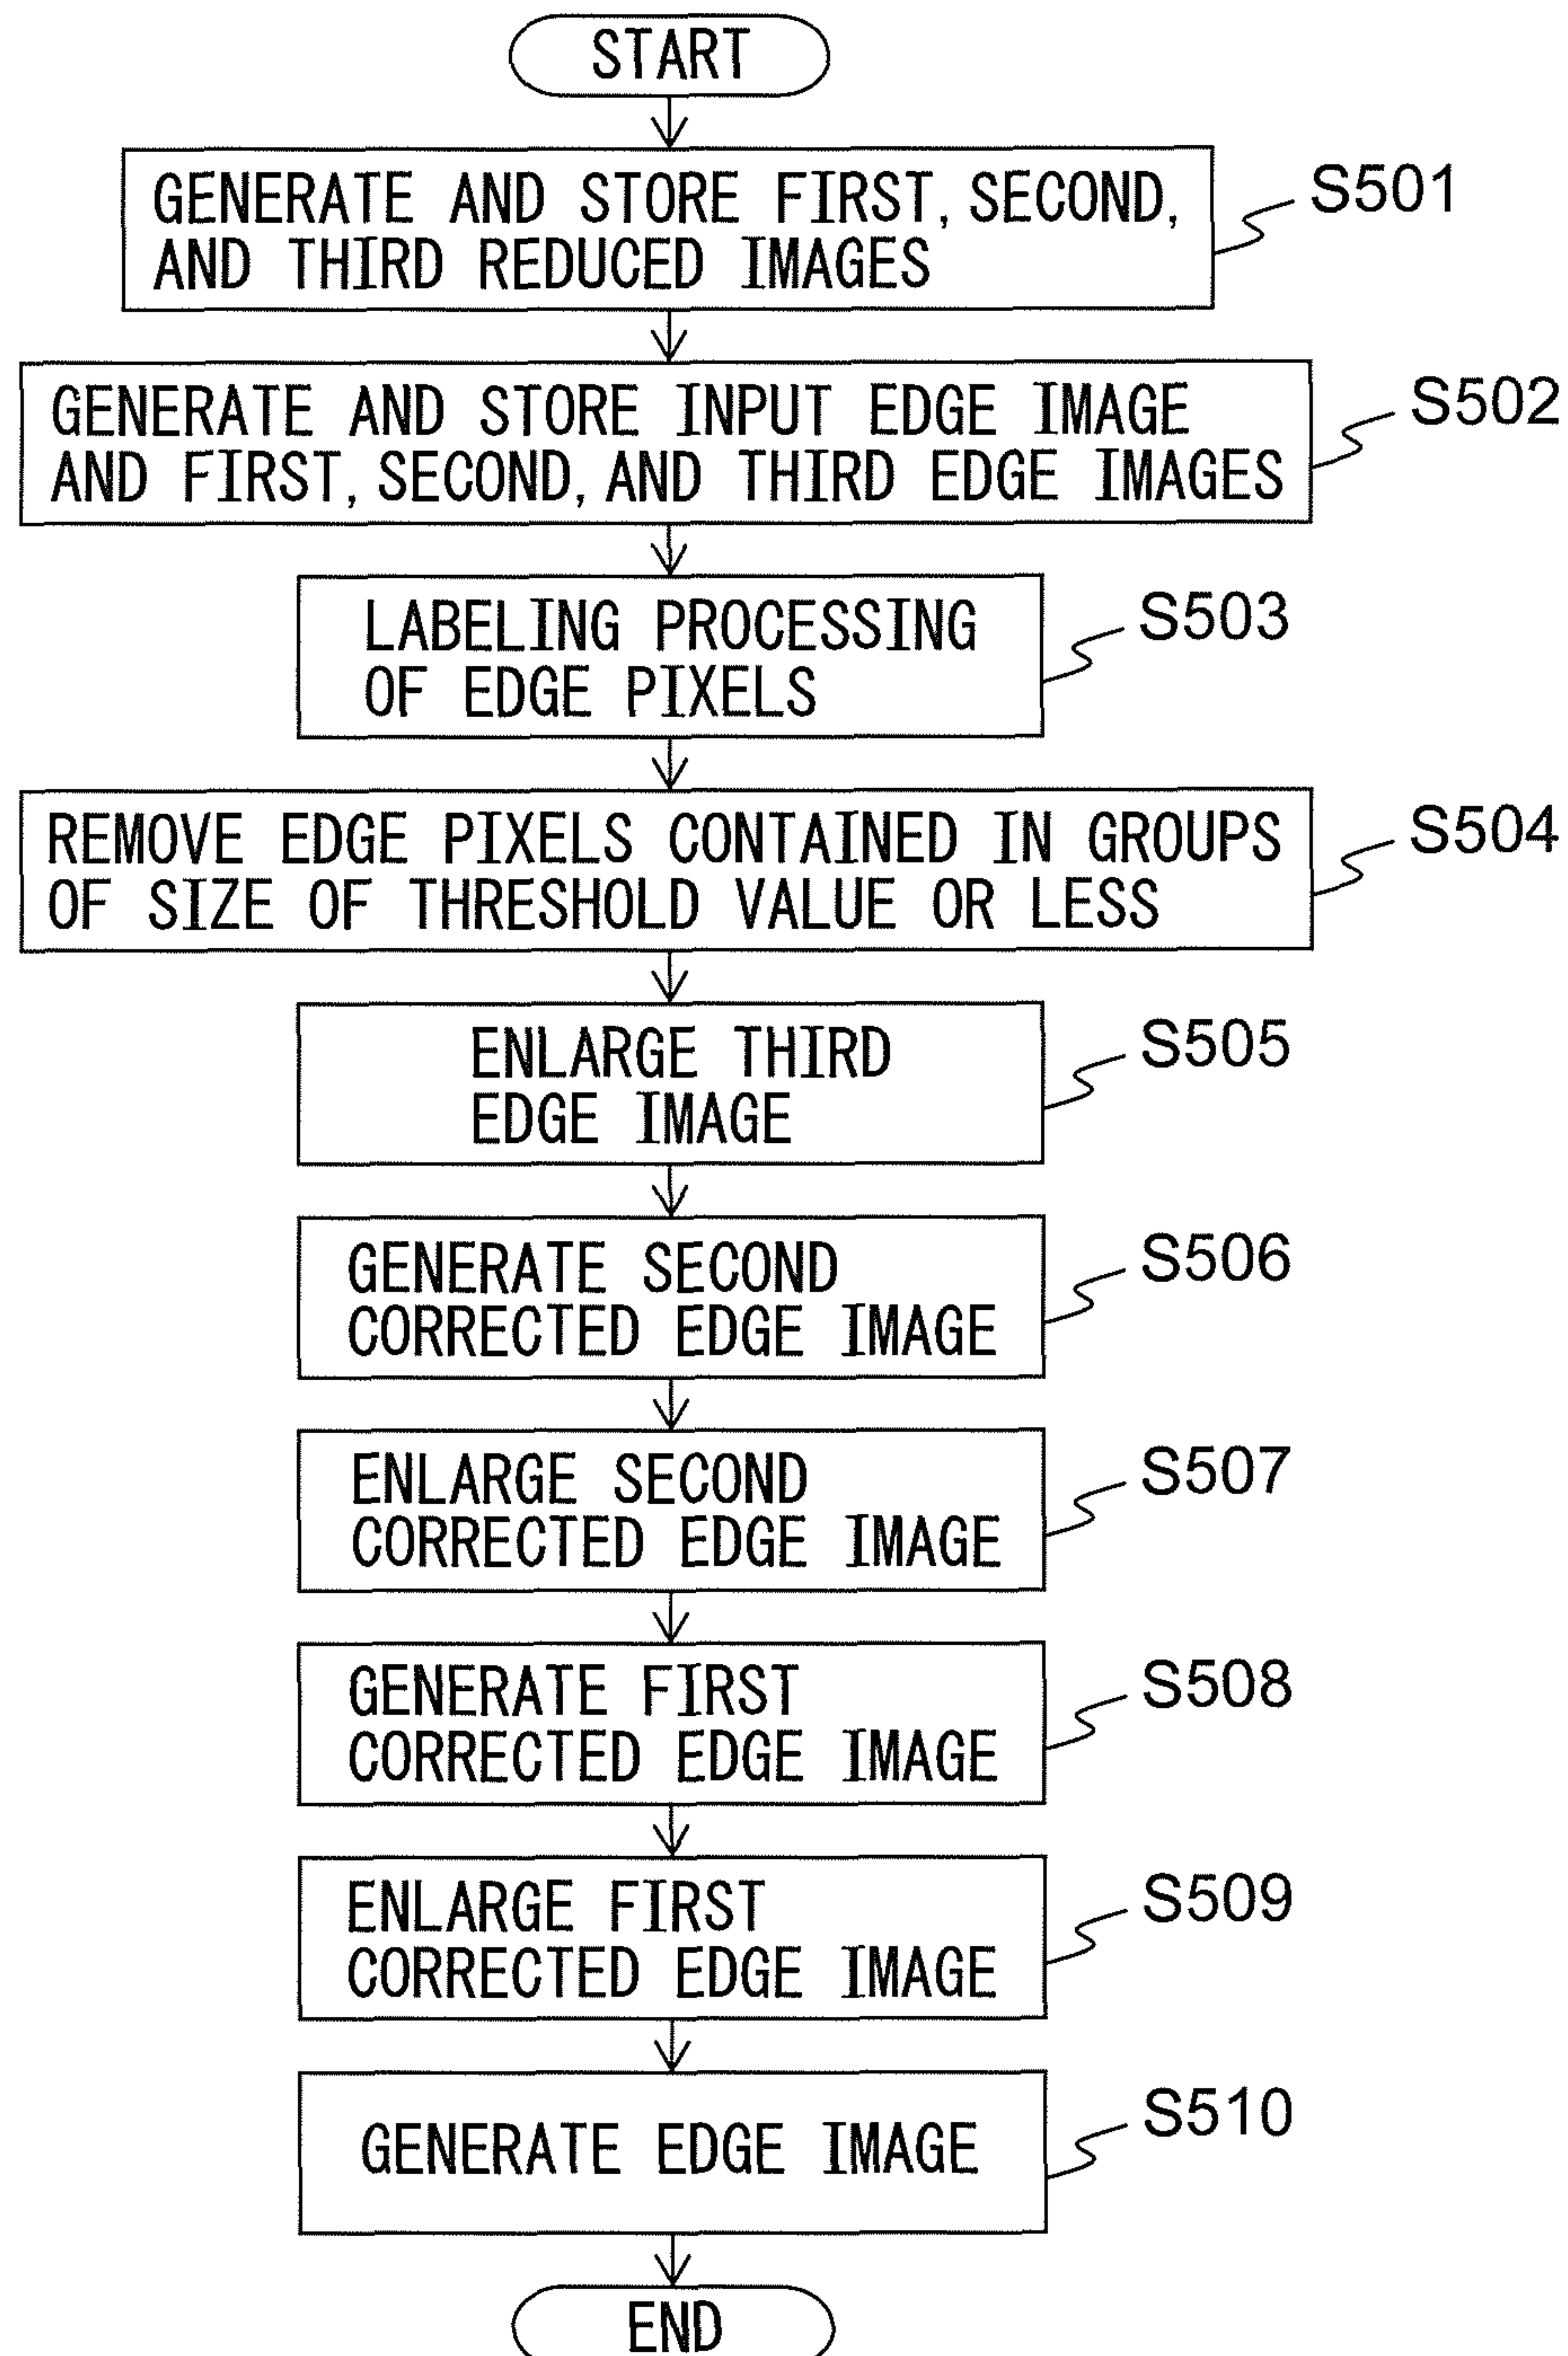 START
GENERATE AND STORE FIRST, SECOND,
AND THIRD REDUCED IMAGES
S501
GENERATE AND STORE INPUT EDGE IMAGE
AND FIRST, SECOND, AND THIRD EDGE IMAGES
S502
LABELING PROCESSING
OF EDGE PIXELS
S503
REMOVE EDGE PIXELS CONTAINED IN GROUPS
OF SIZE OF THRESHOLD VALUE OR LESS
S504
ENLARGE THIRD
EDGE IMAGE
S505
GENERATE SECOND
CORRECTED EDGE IMAGE
S506
ENLARGE SECOND
CORRECTED EDGE IMAGE
S507
GENERATE FIRST
CORRECTED EDGE IMAGE
S508
ENLARGE FIRST
CORRECTED EDGE IMAGE
S509
GENERATE EDGE IMAGE
S510
END